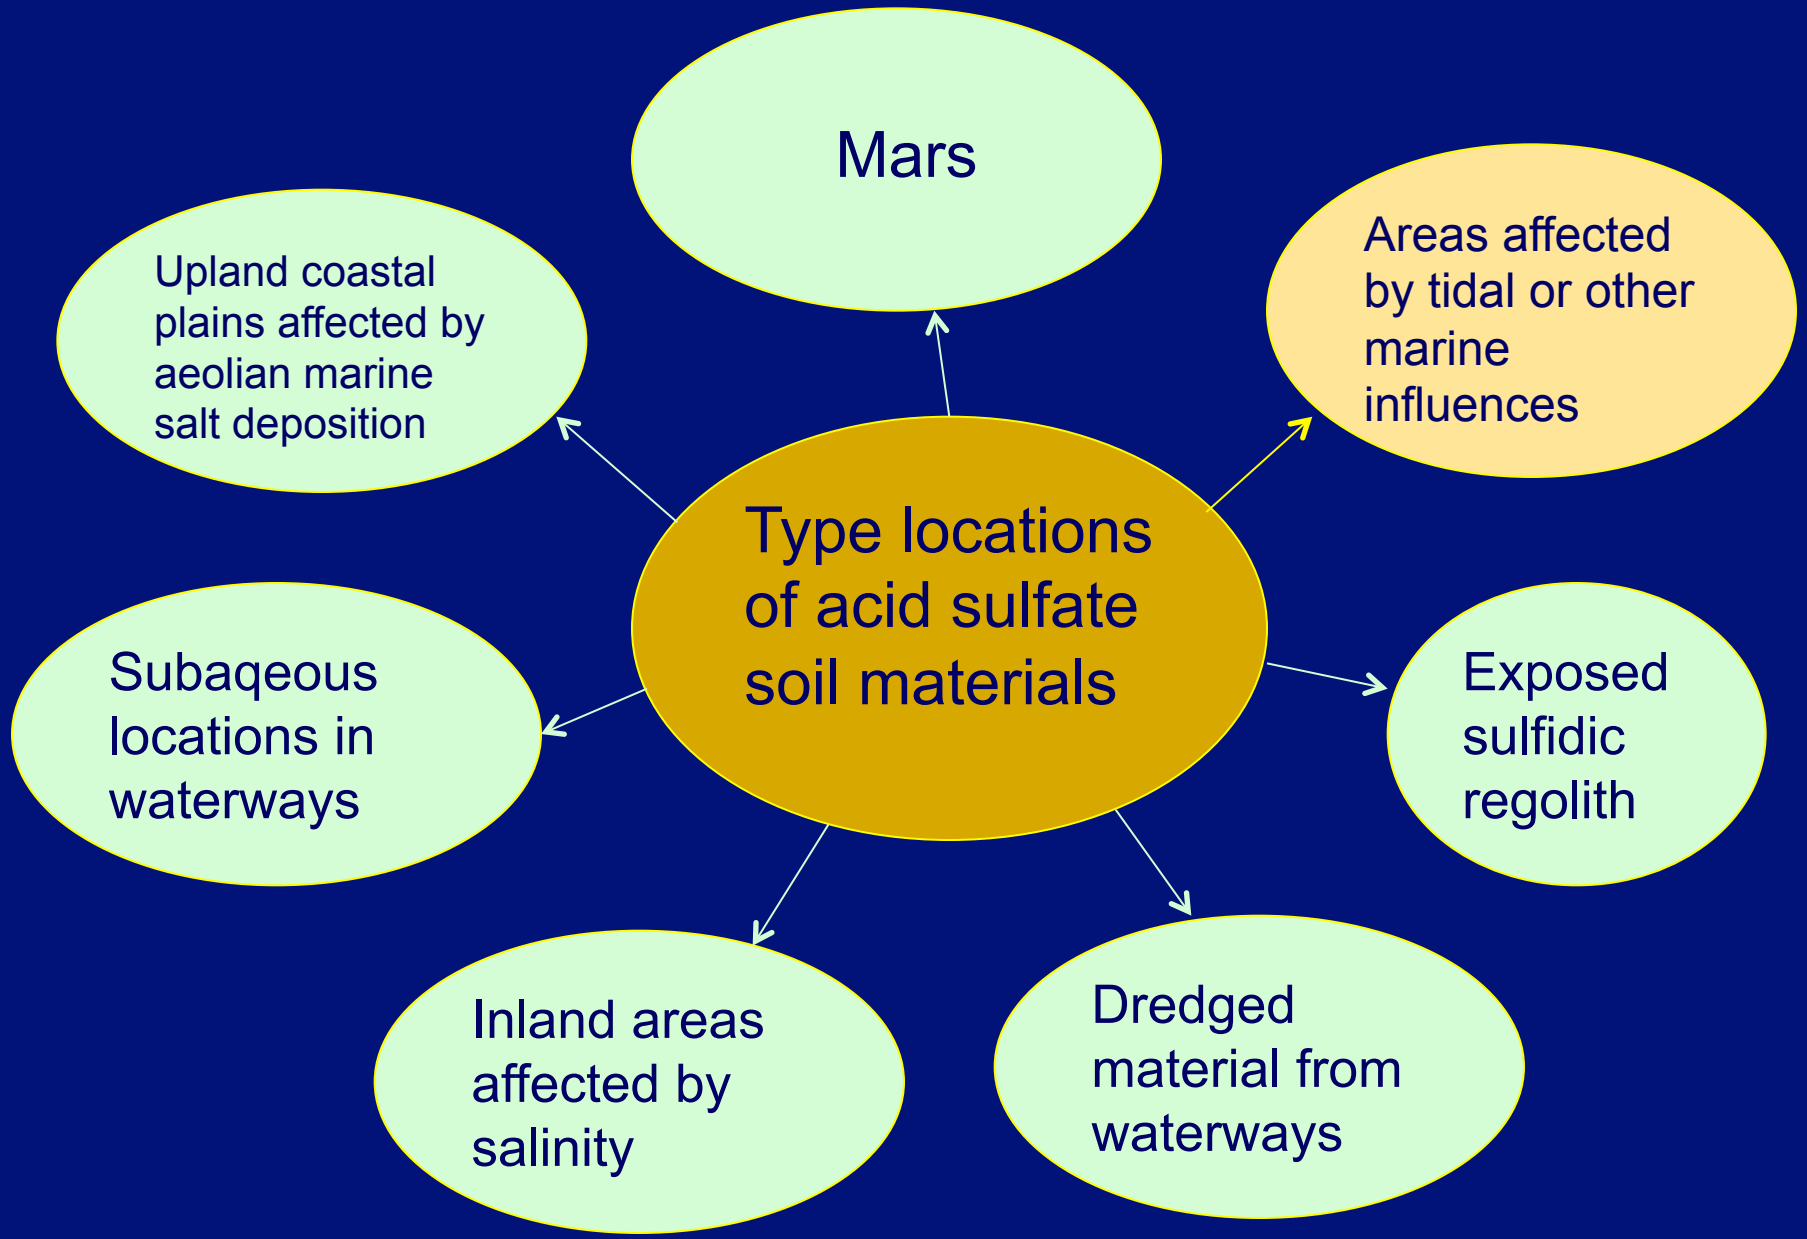 Mars
Upland coastal
plains affected by
aeolian marine
salt deposition
Areas affected
by tidal or other
marine
influences
Type locations
of acid sulfate
soil materials
Subaqeous
locations in
waterways
Exposed
sulfidic
regolith
Inland areas
affected by
salinity
Dredged
material from
waterways